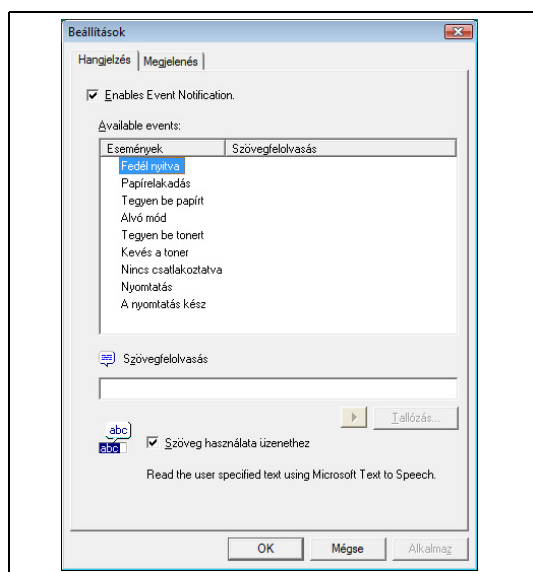 Beállítások
Hangjelzés Megjelenés
Enables Event Notification.
Available events:
Események Szövegfelolvasás
Fedél nyitva
Papírelakadás
Tegyen be papírt
Alvó mód
Tegyen be tonert
Kevés a toner
Nincs csatlakoztatva
Nyomtatás
A nyomtatás kész
Szövegfelolvasás
Tallózás...
abc
abc
Szöveg használata üzenethez
Read the user specified text using Microsoft Text to Speech.
OK Mégse Alkalmaz